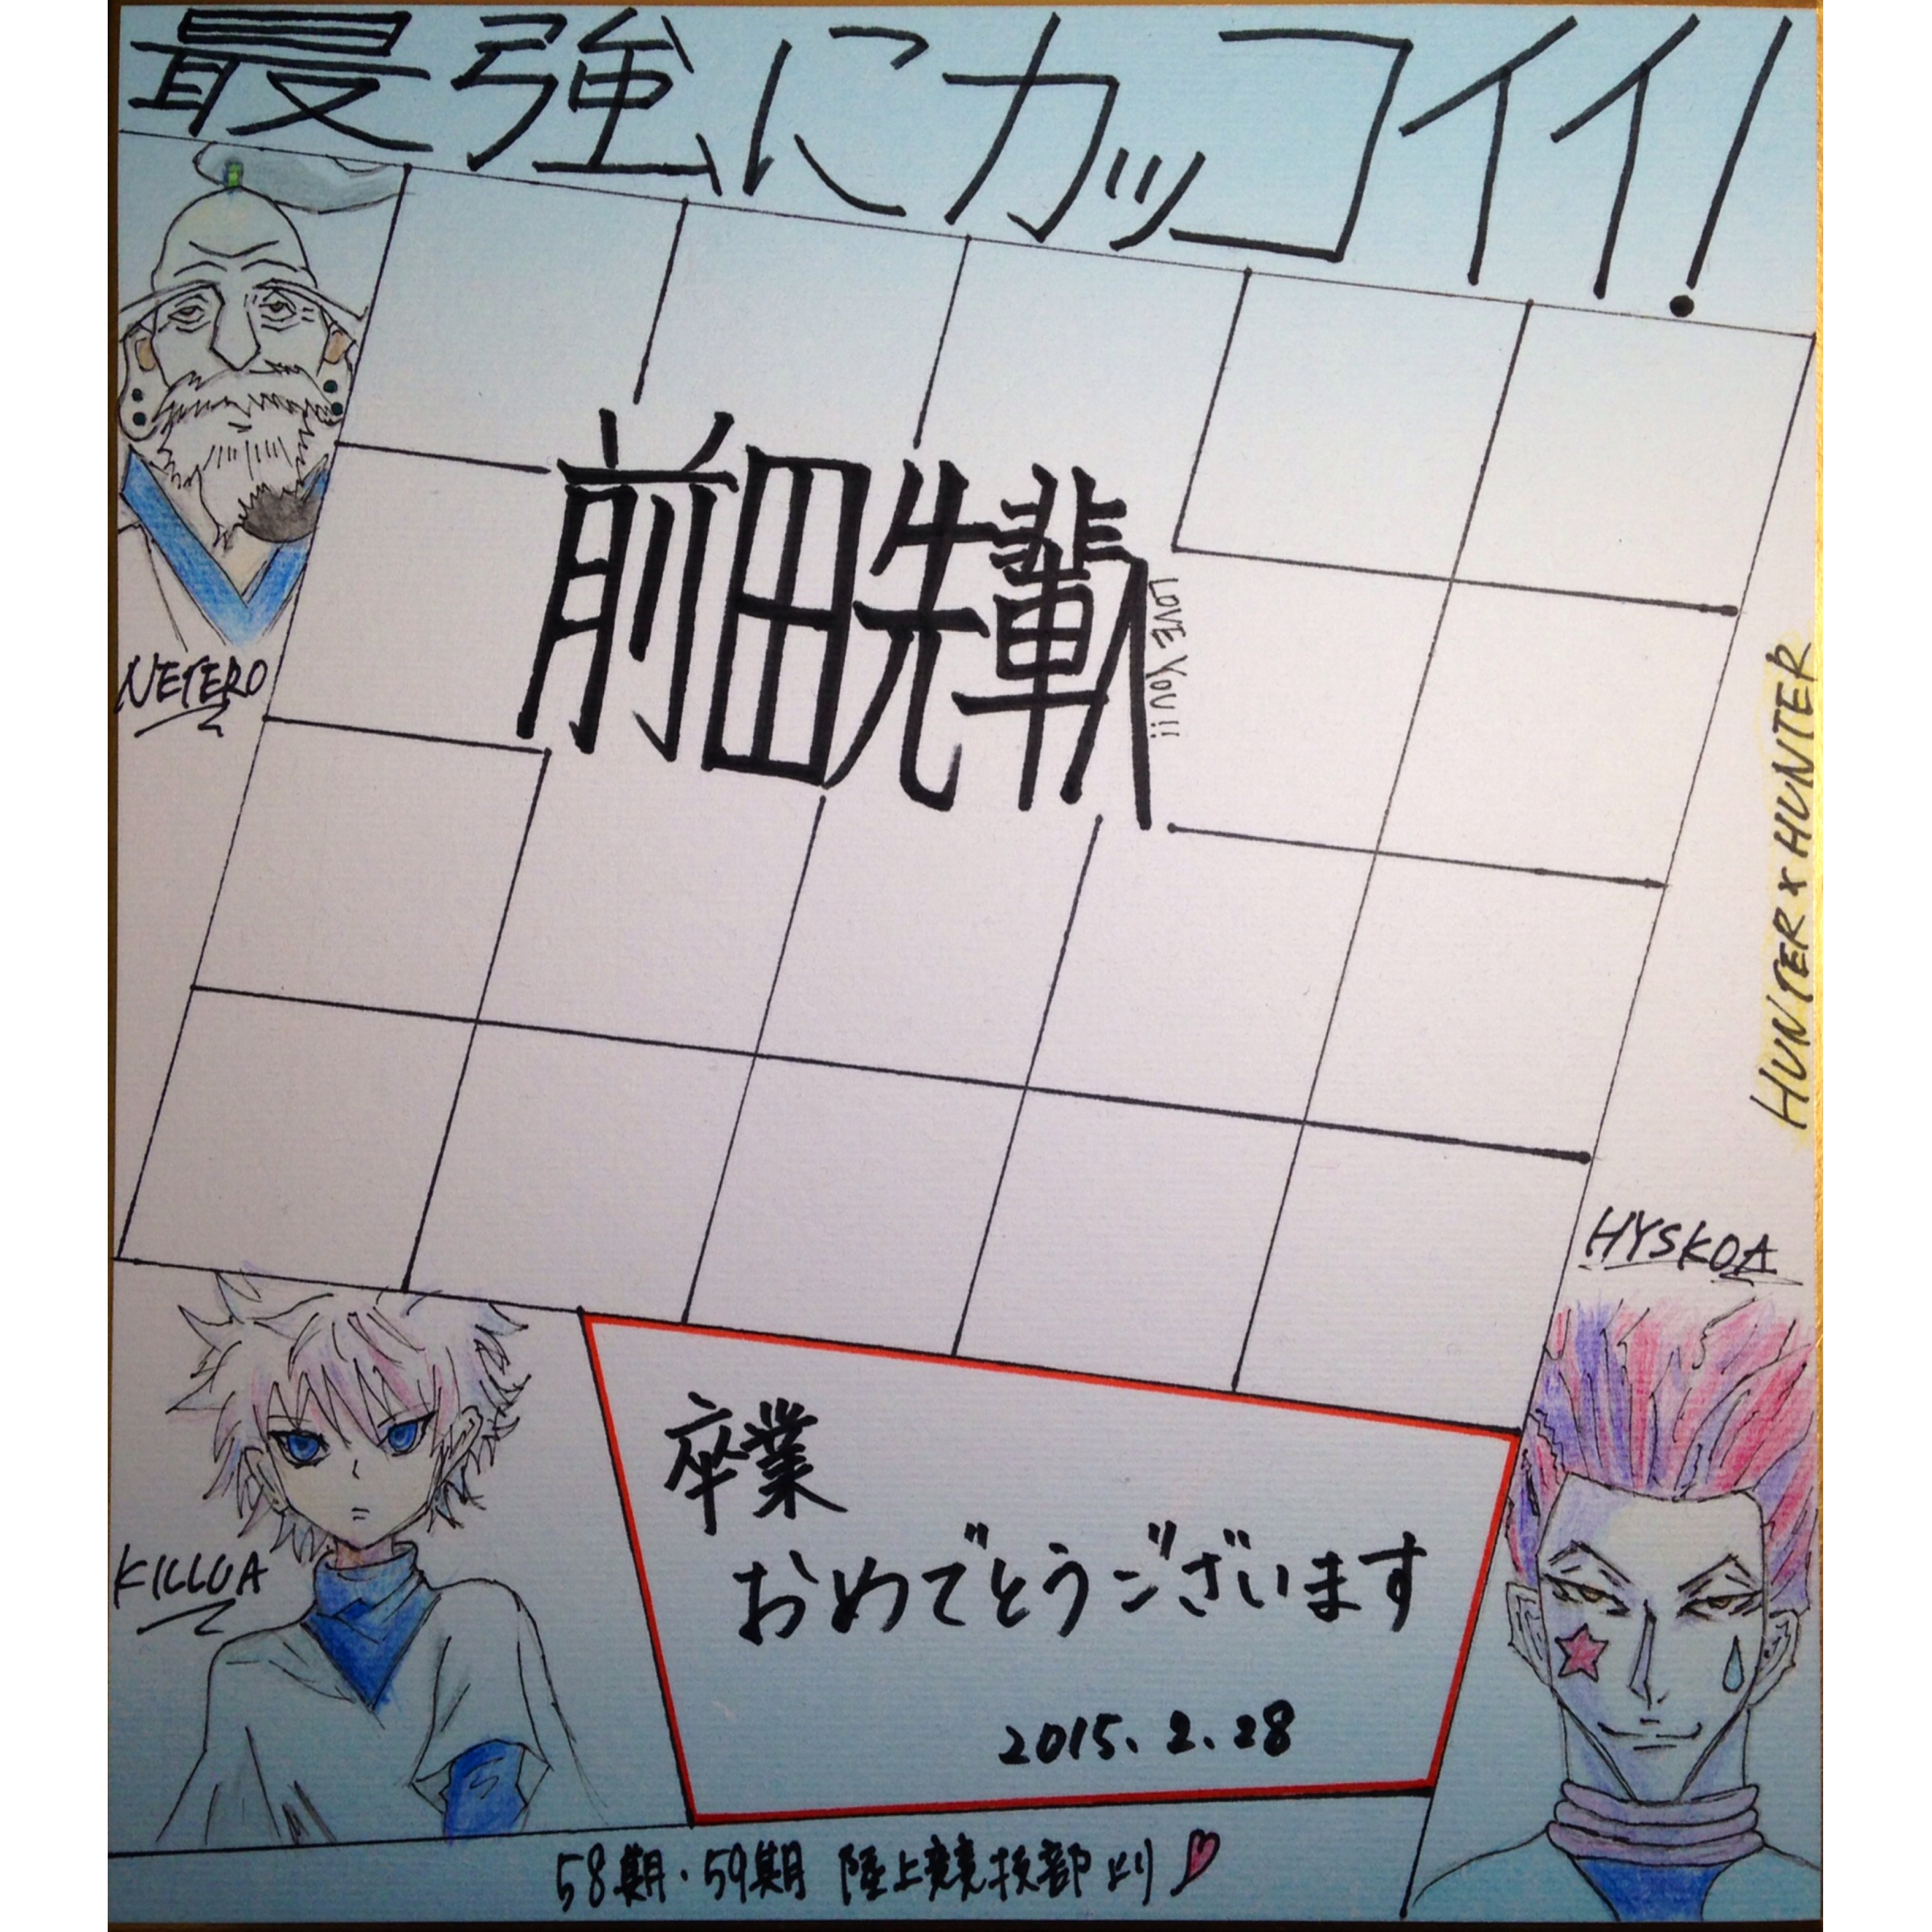 最強にカッコイイ!
NETERO
前田先輩
LOVE YOU!!
HUNTER×HUNTER
HYSKOA
KILLUA
卒業
おめでとうございます
2015.2.28
58期・59期 陸上競技部より